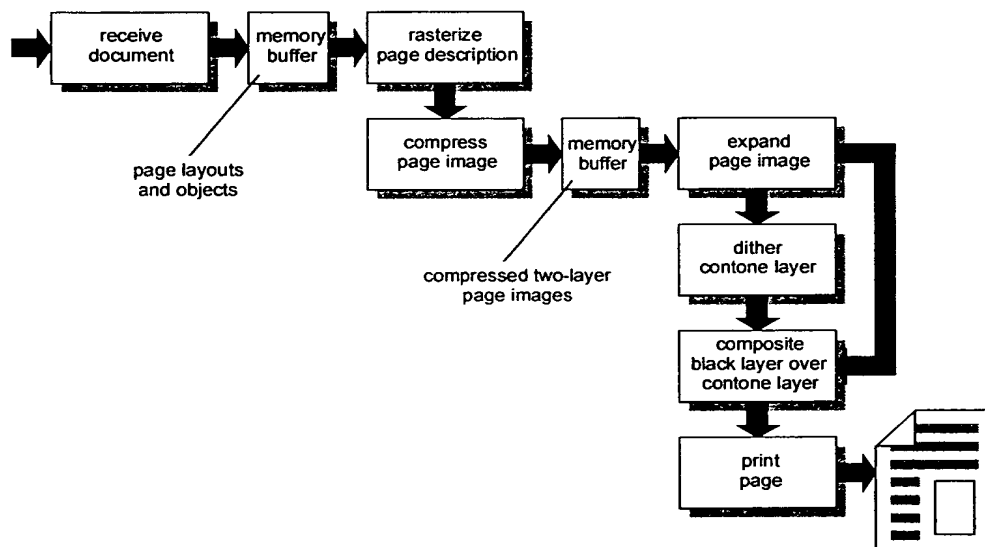 receive
document
memory
buffer
rasterize
page description
compress
page image
memory
buffer
expand
page image
page layouts
and objects
dither
contone layer
compressed two-layer
page images
composite
black layer over
contone layer
print
page